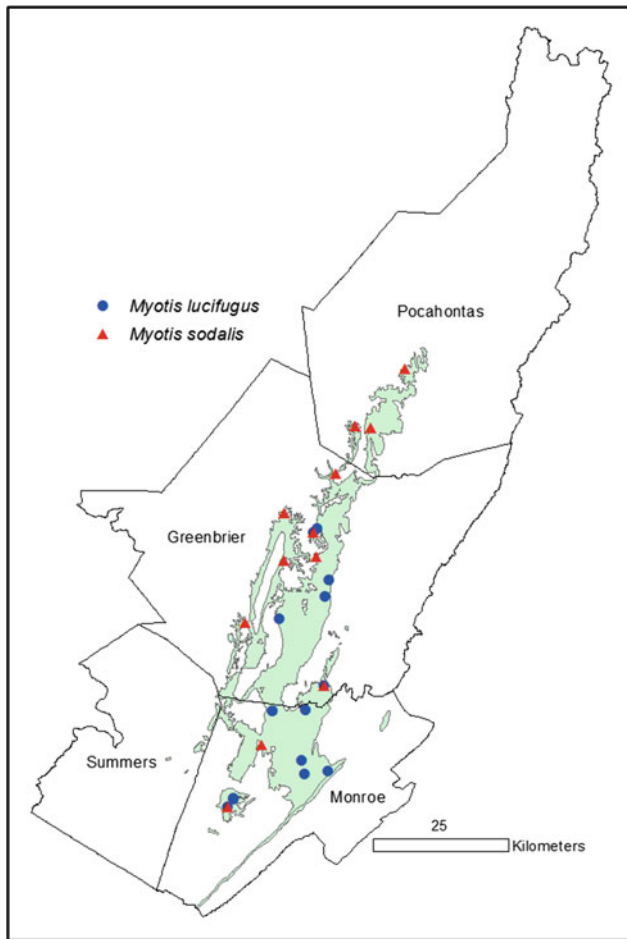 Pocahontas
Myotis lucifugus
Myotis sodalis
Greenbrier
Summers
Monroe
25
Kilometers